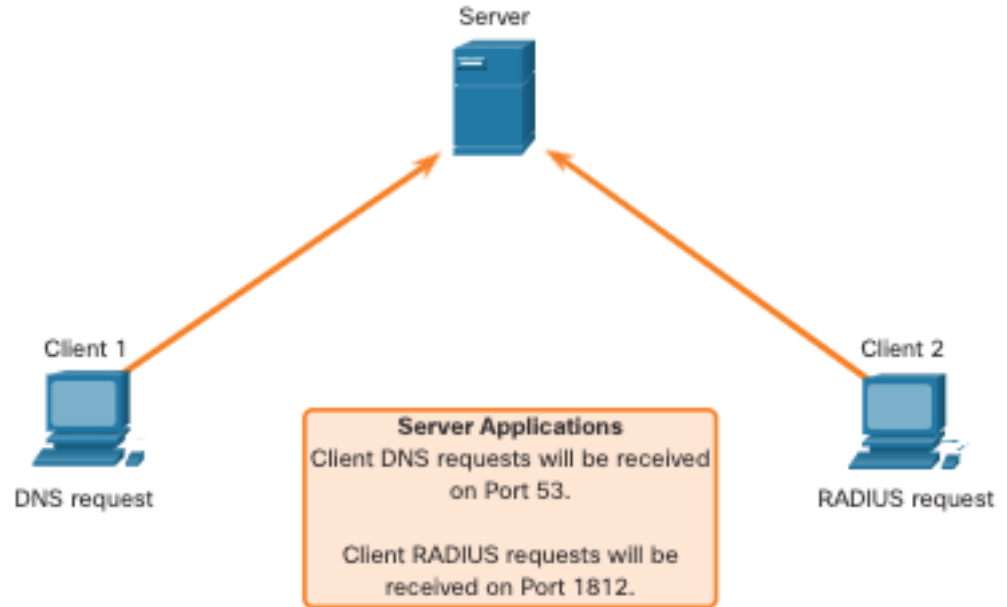 Server
Client 1
Client 2
DNS request
RADIUS request
Server Applications
Client DNS requests will be received
on Port 53.
Client RADIUS requests will be
received on Port 1812.